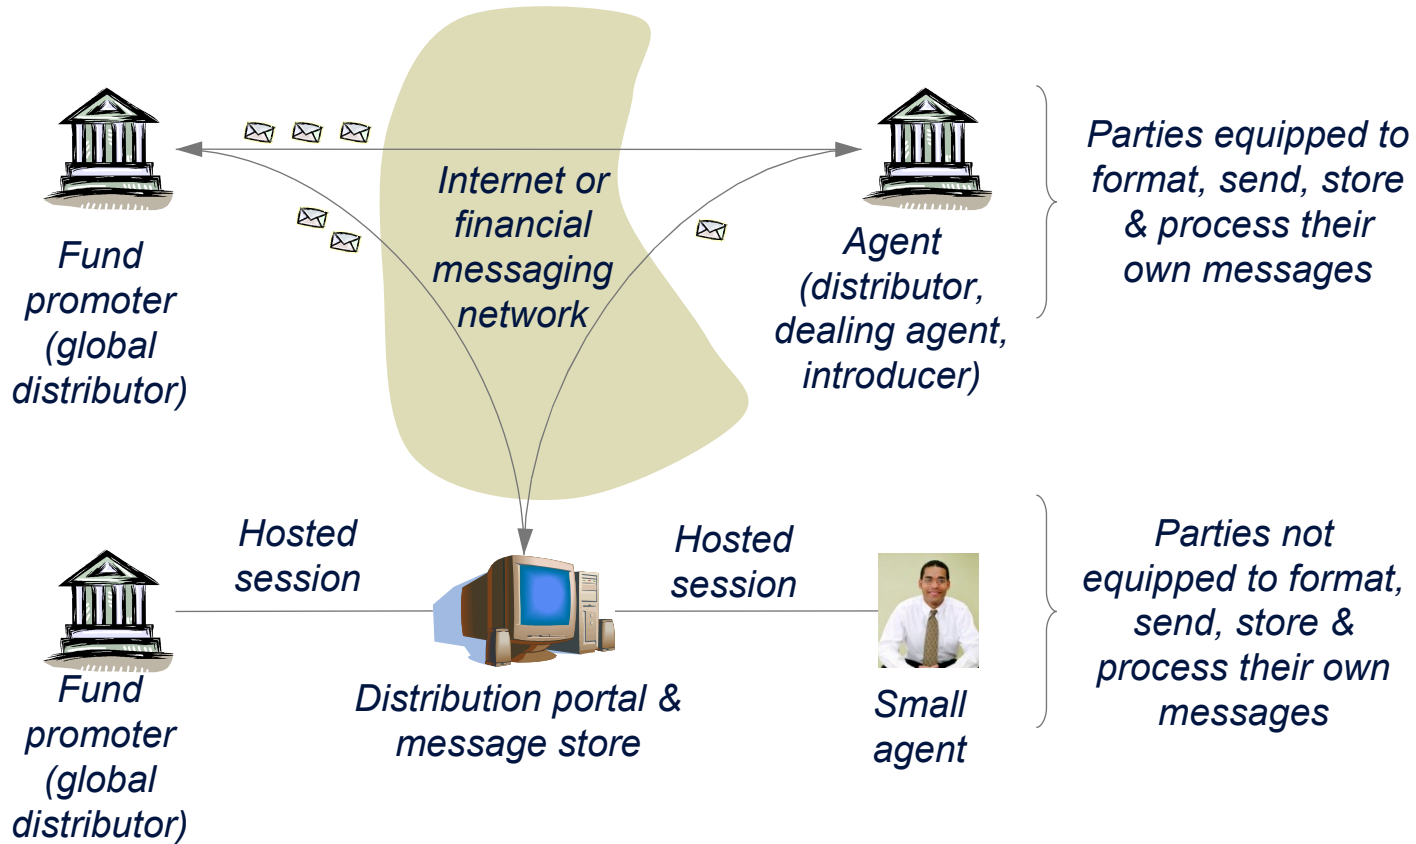 Internet or
financial
messaging
network
Fund
promoter
(global
distributor)
Agent
(distributor,
dealing agent,
introducer)
Parties equipped to
format, send, store
& process their
own messages
Hosted
session
Hosted
session
Fund
promoter
(global
distributor)
Distribution portal &
message store
Small
agent
Parties not
equipped to format,
send, store &
process their own
messages